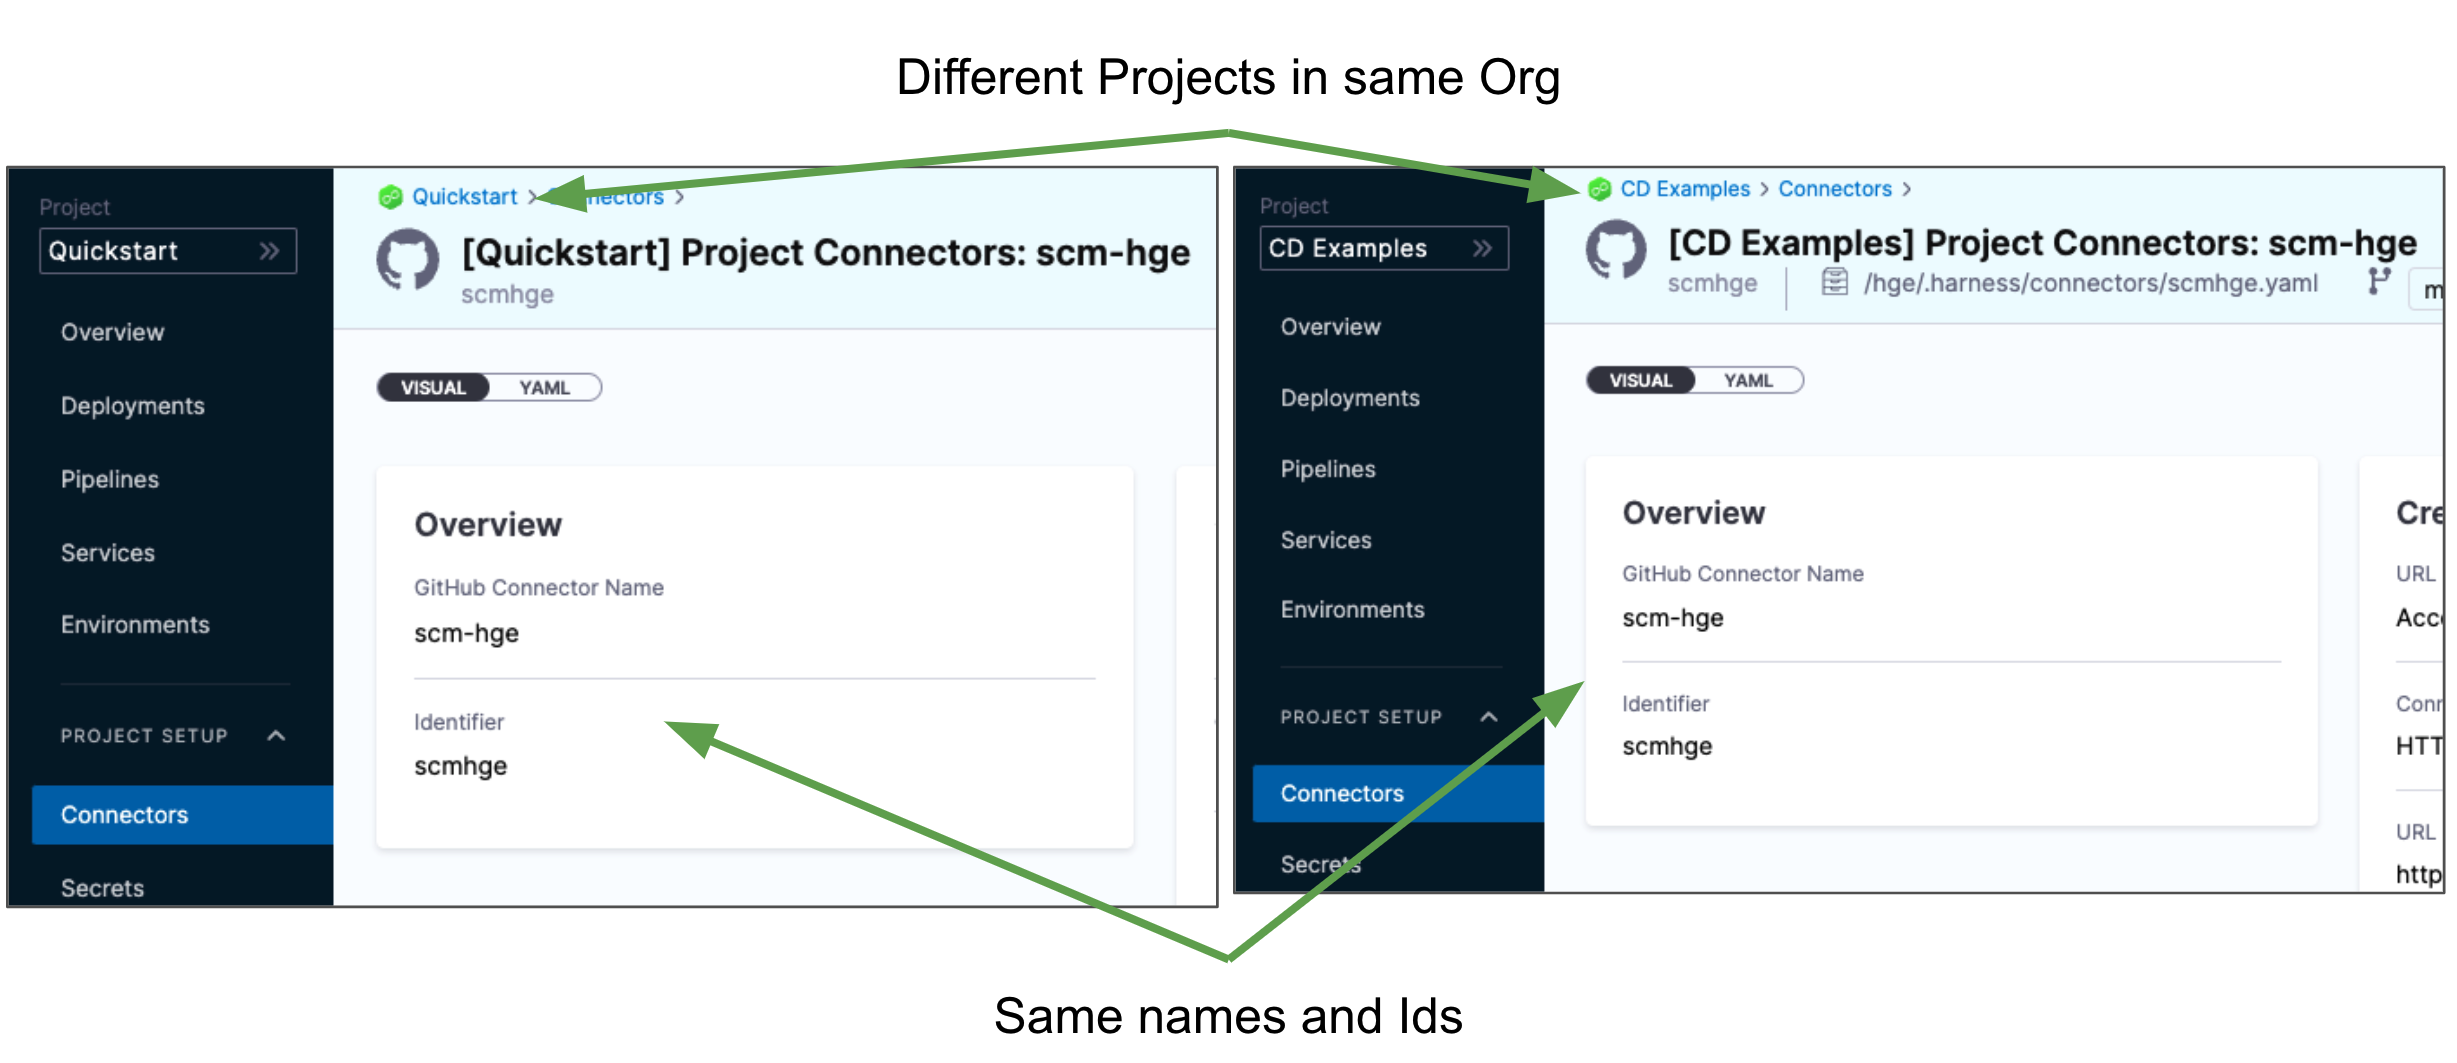 Different Projects in same Org
Project
Quickstart
Overview
Deployments
Pipelines
Services
Environments
PROJECT SETUP
Connectors
Secrets
Quickstart > Connectors >
[Quickstart] Project Connectors: scm-hge
scmhge
VISUAL YAML
Overview
GitHub Connector Name
scm-hge
Identifier
scmhge
Project
CD Examples
Overview
Deployments
Pipelines
Services
Environments
PROJECT SETUP
Connectors
Secrets
CD Examples > Connectors >
[CD Examples] Project Connectors: scm-hge
scmhge /hge/.harness/connectors/scmhge.yaml m
VISUAL YAML
Overview
GitHub Connector Name
scm-hge
Identifier
scmhge
Cre
URL
Acc
Conr
HTT
URL
http
Same names and Ids